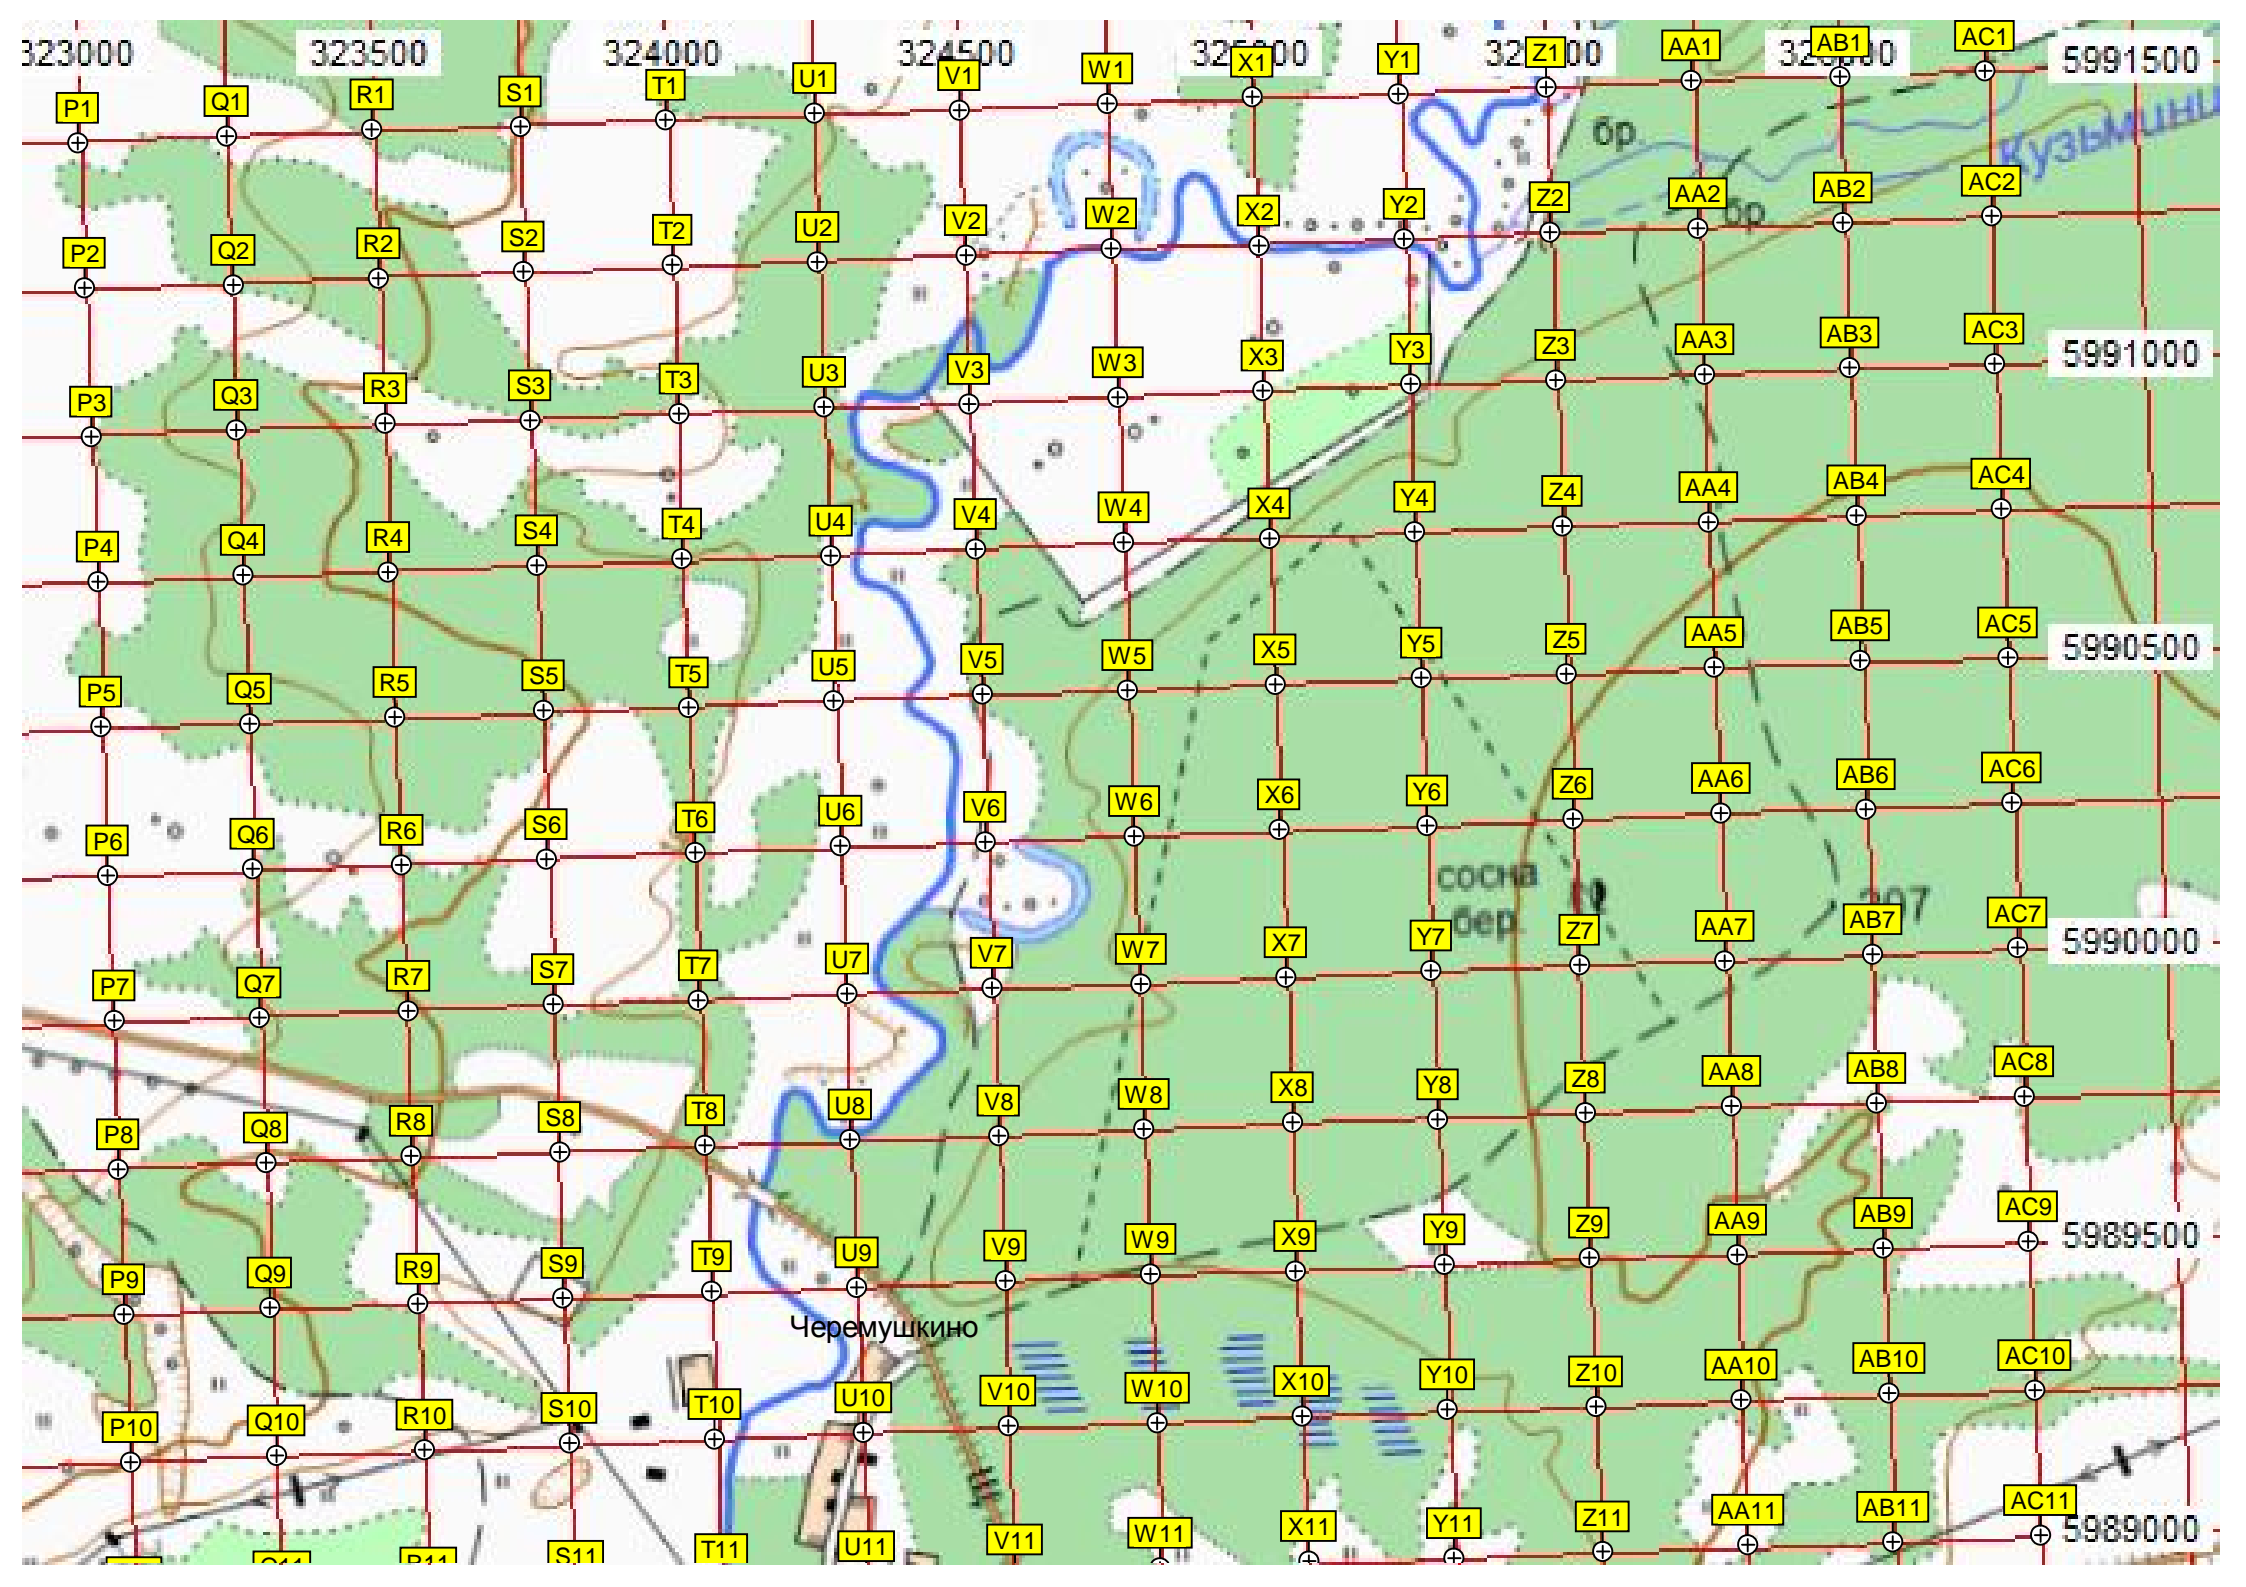 323000 323500 324000 324500
P1 Q1 R1 S1 T1 U1 V1 W1 X1 Y1 Z1 AA1 AB1 AC1
5991500
бр.
P2 Q2 R2 S2 T2 U2 V2 W2 X2 Y2 Z2 AA2 AB2 AC2
бр
P3 Q3 R3 S3 T3 U3 V3 W3 X3 Y3 Z3 AA3 AB3 AC3
5991000
P4 Q4 R4 S4 T4 U4 V4 W4 X4 Y4 Z4 AA4 AB4 AC4
P5 Q5 R5 S5 T5 U5 V5 W5 X5 Y5 Z5 AA5 AB5 AC5
5990500
P6 Q6 R6 S6 T6 U6 V6 W6 X6 Y6 Z6 AA6 AB6 AC6
сосна
бер.
P7 Q7 R7 S7 T7 U7 V7 W7 X7 Y7 Z7 AA7 AB7 AC7
5990000
P8 Q8 R8 S8 T8 U8 V8 W8 X8 Y8 Z8 AA8 AB8 AC8
P9 Q9 R9 S9 T9 U9 V9 W9 X9 Y9 Z9 AA9 AB9 AC9
5989500
Черемушкино
P10 Q10 R10 S10 T10 U10 V10 W10 X10 Y10 Z10 AA10 AB10 AC10
Q11 R11 S11 T11 U11 V11 W11 X11 Y11 Z11 AA11 AB11 AC11
5989000